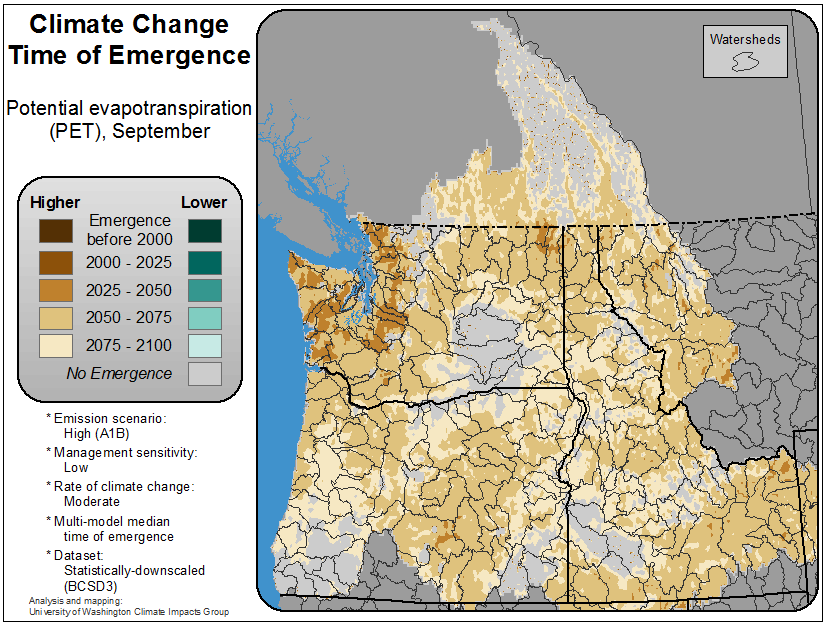 Climate Change
Time of Emergence
Potential evapotranspiration
(PET), September
Higher
Lower
Emergence
before 2000
2000 - 2025
2025 - 2050
2050 - 2075
2075 - 2100
No Emergence
* Emission scenario:
High (A1B)
* Management sensitivity:
Low
* Rate of climate change:
Moderate
* Multi-model median
time of emergence
* Dataset:
Statistically-downscaled
(BCSD3)
Analysis and mapping:
University of Washington Climate Impacts Group
Watersheds